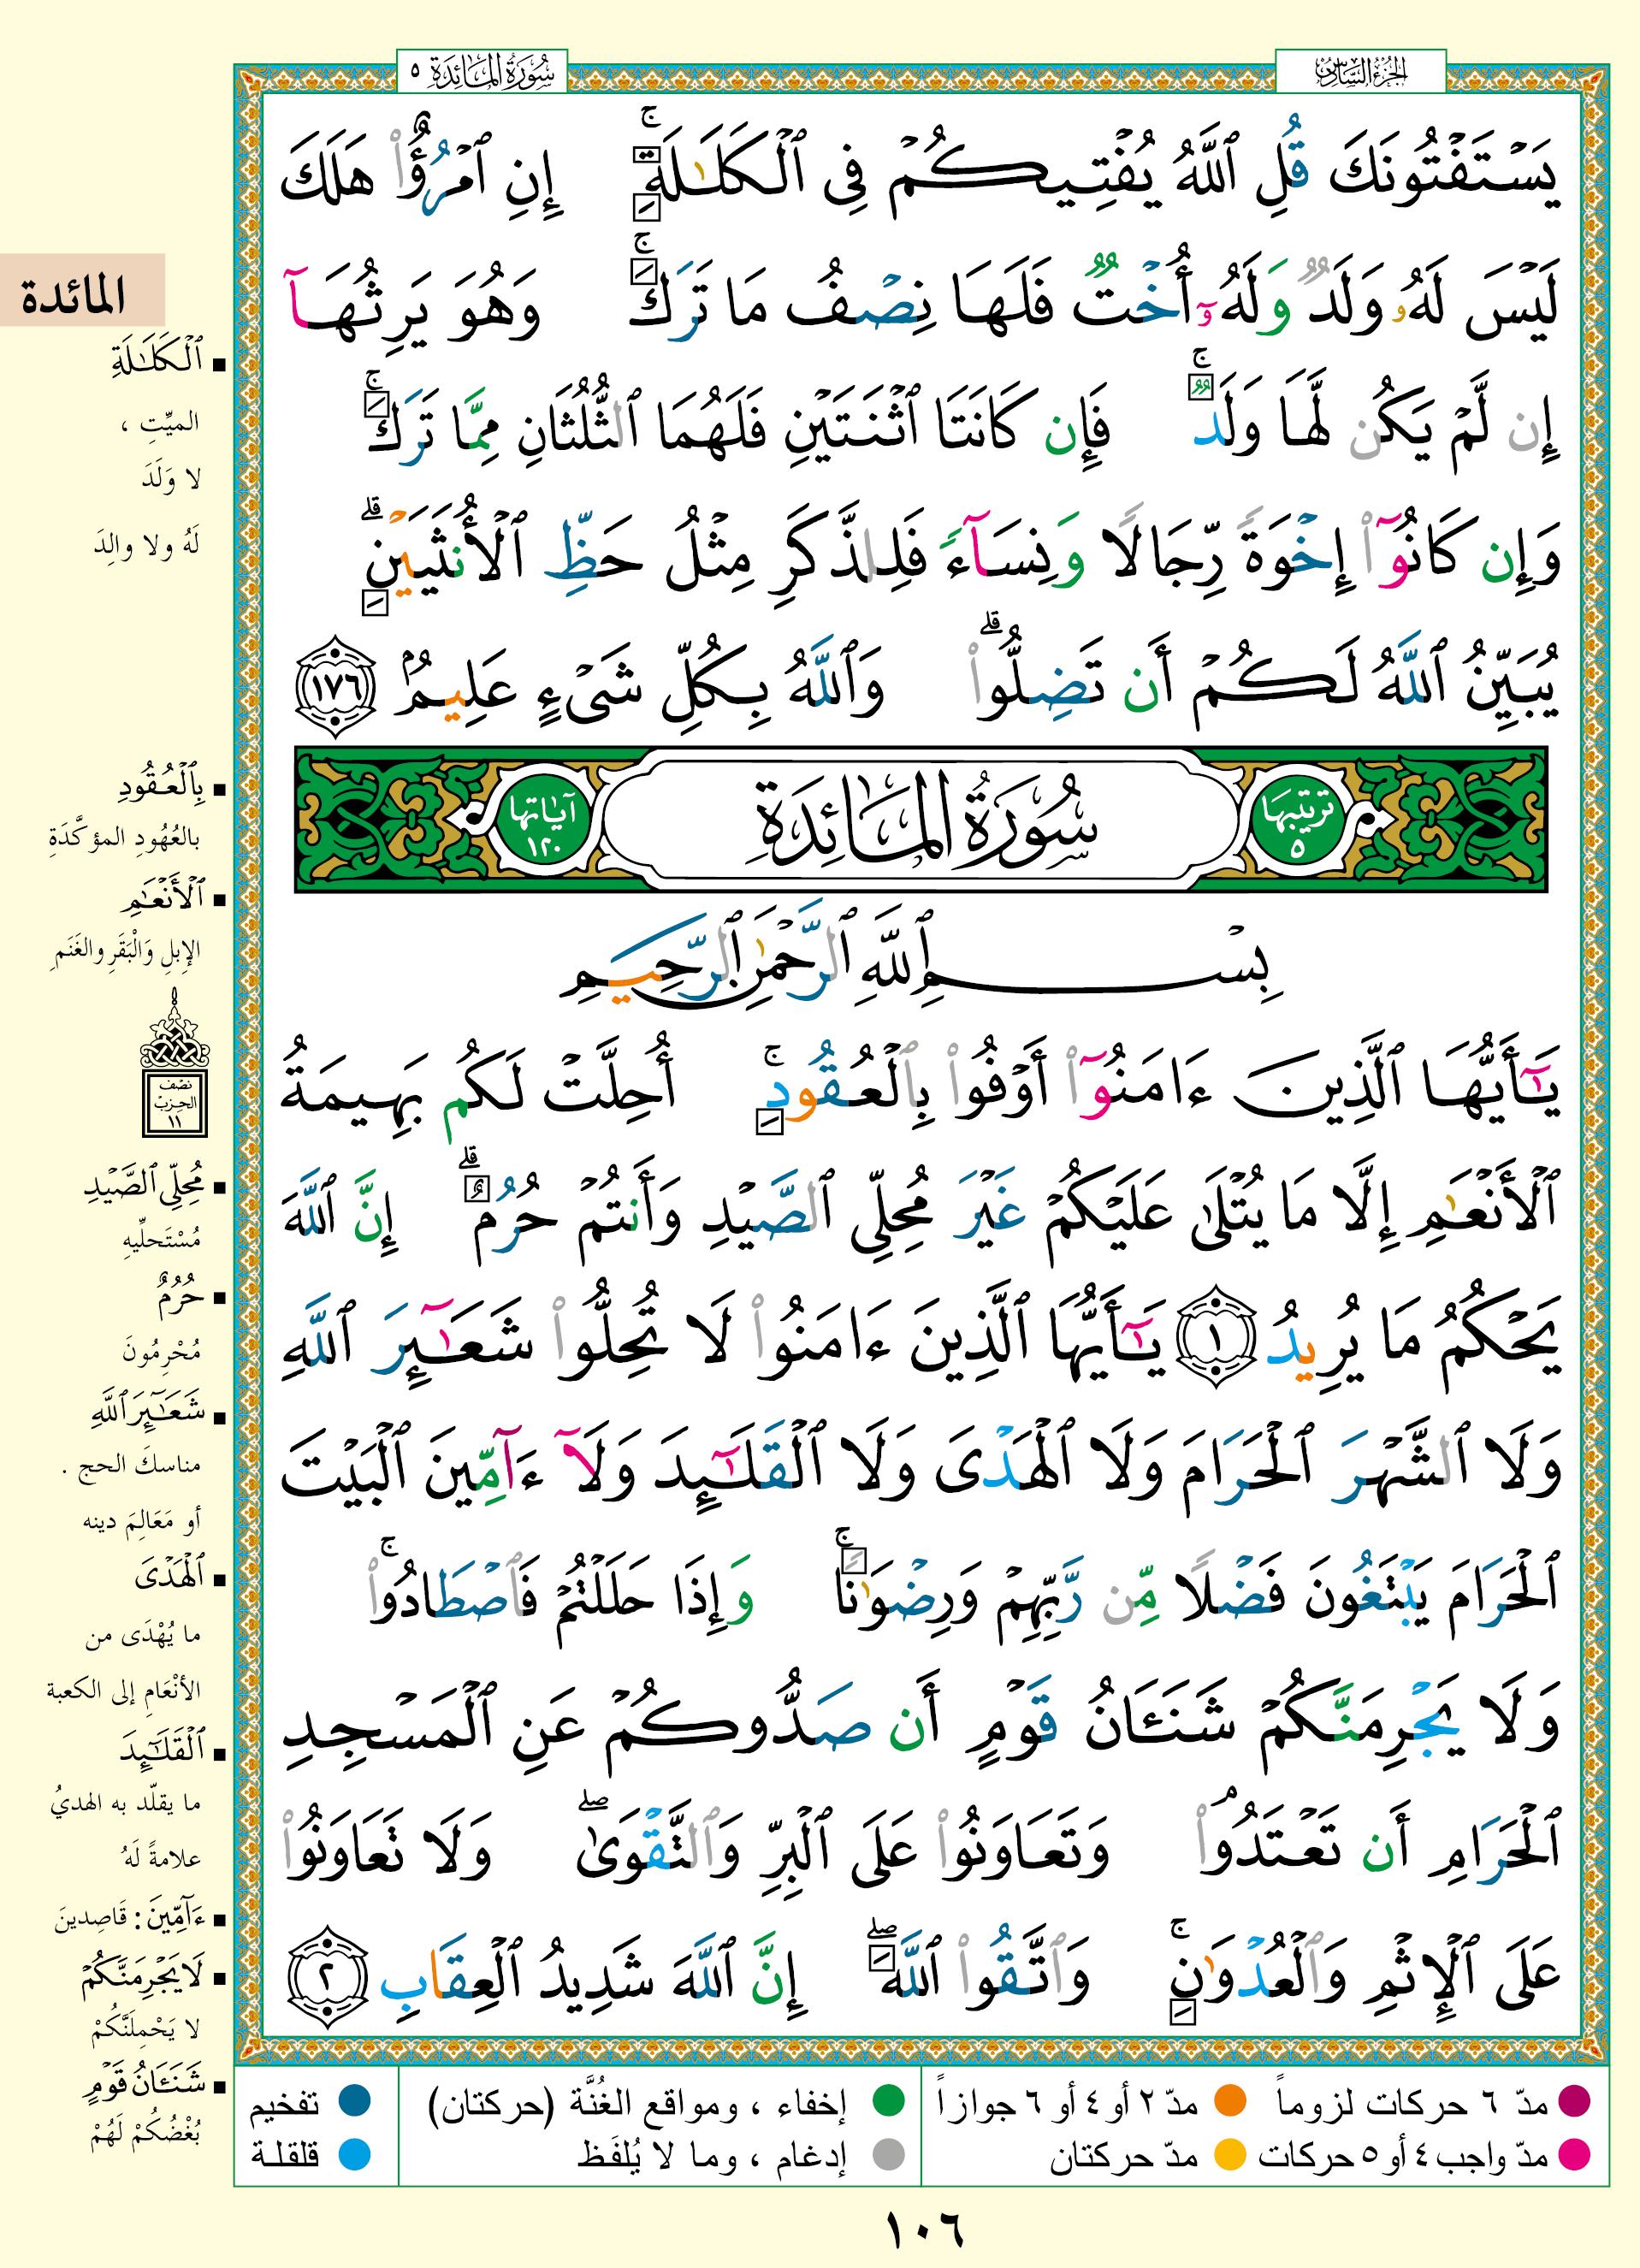 الجزء السادس
سورة المائدة ٥
يَسْتَفْتُونَكَ قُلِ ٱللَّهُ يُفْتِيكُمْ فِى ٱلْكَلَـٰلَةِ ۚ إِنِ ٱمْرُؤٌا۟ هَلَكَ
لَيْسَ لَهُۥ وَلَدٌ وَلَهُۥٓ أُخْتٌ فَلَهَا نِصْفُ مَا تَرَكَ ۚ وَهُوَ يَرِثُهَآ
إِن لَّمْ يَكُن لَّهَا وَلَدٌ ۚ فَإِن كَانَتَا ٱثْنَتَيْنِ فَلَهُمَا ٱلثُّلُثَانِ مِمَّا تَرَكَ ۚ
وَإِن كَانُوٓا۟ إِخْوَةً رِّجَالًا وَنِسَآءً فَلِلذَّكَرِ مِثْلُ حَظِّ ٱلْأُنثَيَيْنِ ۗ
يُبَيِّنُ ٱللَّهُ لَكُمْ أَن تَضِلُّوا۟ ۗ وَٱللَّهُ بِكُلِّ شَىْءٍ عَلِيمٌۢ ١٧٦
ترتيبها ٥ سُورَةُ المَائِدَةِ آياتها ١٢٠
بِسْمِ ٱللَّهِ ٱلرَّحْمَـٰنِ ٱلرَّحِيمِ
يَـٰٓأَيُّهَا ٱلَّذِينَ ءَامَنُوٓا۟ أَوْفُوا۟ بِٱلْعُقُودِ ۚ أُحِلَّتْ لَكُم بَهِيمَةُ
ٱلْأَنْعَـٰمِ إِلَّا مَا يُتْلَىٰ عَلَيْكُمْ غَيْرَ مُحِلِّى ٱلصَّيْدِ وَأَنتُمْ حُرُمٌ ۗ إِنَّ ٱللَّهَ
يَحْكُمُ مَا يُرِيدُ ١ يَـٰٓأَيُّهَا ٱلَّذِينَ ءَامَنُوا۟ لَا تُحِلُّوا۟ شَعَـٰٓئِرَ ٱللَّهِ
وَلَا ٱلشَّهْرَ ٱلْحَرَامَ وَلَا ٱلْهَدْىَ وَلَا ٱلْقَلَـٰٓئِدَ وَلَآ ءَآمِّينَ ٱلْبَيْتَ
ٱلْحَرَامَ يَبْتَغُونَ فَضْلًا مِّن رَّبِّهِمْ وَرِضْوَٰنًا ۚ وَإِذَا حَلَلْتُمْ فَٱصْطَادُوا۟ ۚ
وَلَا يَجْرِمَنَّكُمْ شَنَـَٔانُ قَوْمٍ أَن صَدُّوكُمْ عَنِ ٱلْمَسْجِدِ
ٱلْحَرَامِ أَن تَعْتَدُوا۟ ۘ وَتَعَاوَنُوا۟ عَلَى ٱلْبِرِّ وَٱلتَّقْوَىٰ ۖ وَلَا تَعَاوَنُوا۟
عَلَى ٱلْإِثْمِ وَٱلْعُدْوَٰنِ ۚ وَٱتَّقُوا۟ ٱللَّهَ ۖ إِنَّ ٱللَّهَ شَدِيدُ ٱلْعِقَابِ ٢
المائدة
ٱلْكَلَـٰلَةِ
الميِّتِ ،
لا وَلَدَ
لَهُ ولا والِدَ
بِٱلْعُقُودِ
بالعُهُودِ المؤكَّدَةِ
ٱلْأَنْعَـٰمِ
الإبلِ وَالْبَقَرِ والغَنَمِ
نصْف
الحِزب
١١
مُحِلِّى ٱلصَّيْدِ
مُسْتَحلِّيهِ
حُرُمٌ
مُحْرِمُونَ
شَعَـٰٓئِرَ ٱللَّهِ
مناسكَ الحج .
أو مَعَالِمَ دينه
ٱلْهَدْىَ
ما يُهْدَى من
الأنْعَامِ إلى الكعبة
ٱلْقَلَـٰٓئِدَ
ما يقلّد به الهديُ
علامةً لَهُ
ءَآمِّينَ: قَاصِدينَ
لَا يَجْرِمَنَّكُمْ
لا يَحْمِلَنَّكُمْ
شَنَـَٔانُ قَوْمٍ
بُغْضُكُمْ لَهُمْ
مدّ ٦ حركات لزوماً مدّ ٢ أو ٤ أو ٦ جوازاً
مدّ واجب ٤ أو ٥ حركات مدّ حركتان
إخفاء ، ومواقع الغُنَّة (حركتان)
إدغام ، وما لا يُلفَظ
تفخيم
قلقلة
١٠٦